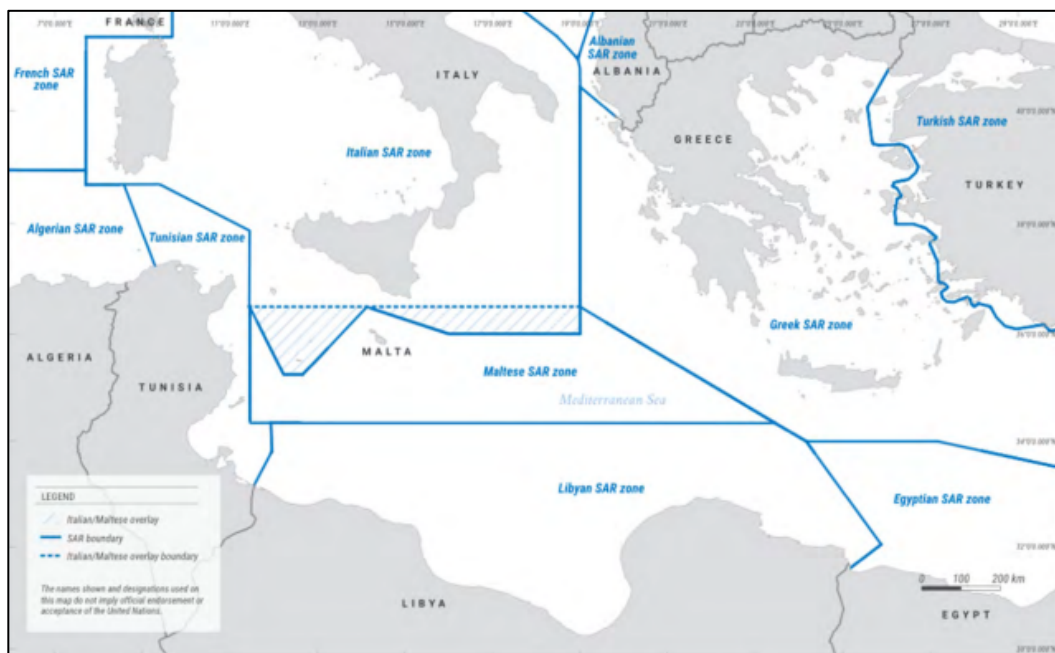 FRANCE
French SAR
zone
ITALY
Albanian
SAR zone
ALBANIA
Italian SAR zone
GREECE
Turkish SAR zone
TURKEY
Algerian SAR zone
Tunisian SAR zone
Greek SAR zone
MALTA
ALGERIA
TUNISIA
Maltese SAR zone
Mediterranean Sea
Libyan SAR zone
Egyptian SAR zone
LEGEND
Italian/Maltese overlay
SAR boundary
Italian/Maltese overlay boundary
The names shown and designations used on
this map do not imply official endorsement or
acceptance of the United Nations.
0 100 200 km
LIBYA
EGYPT